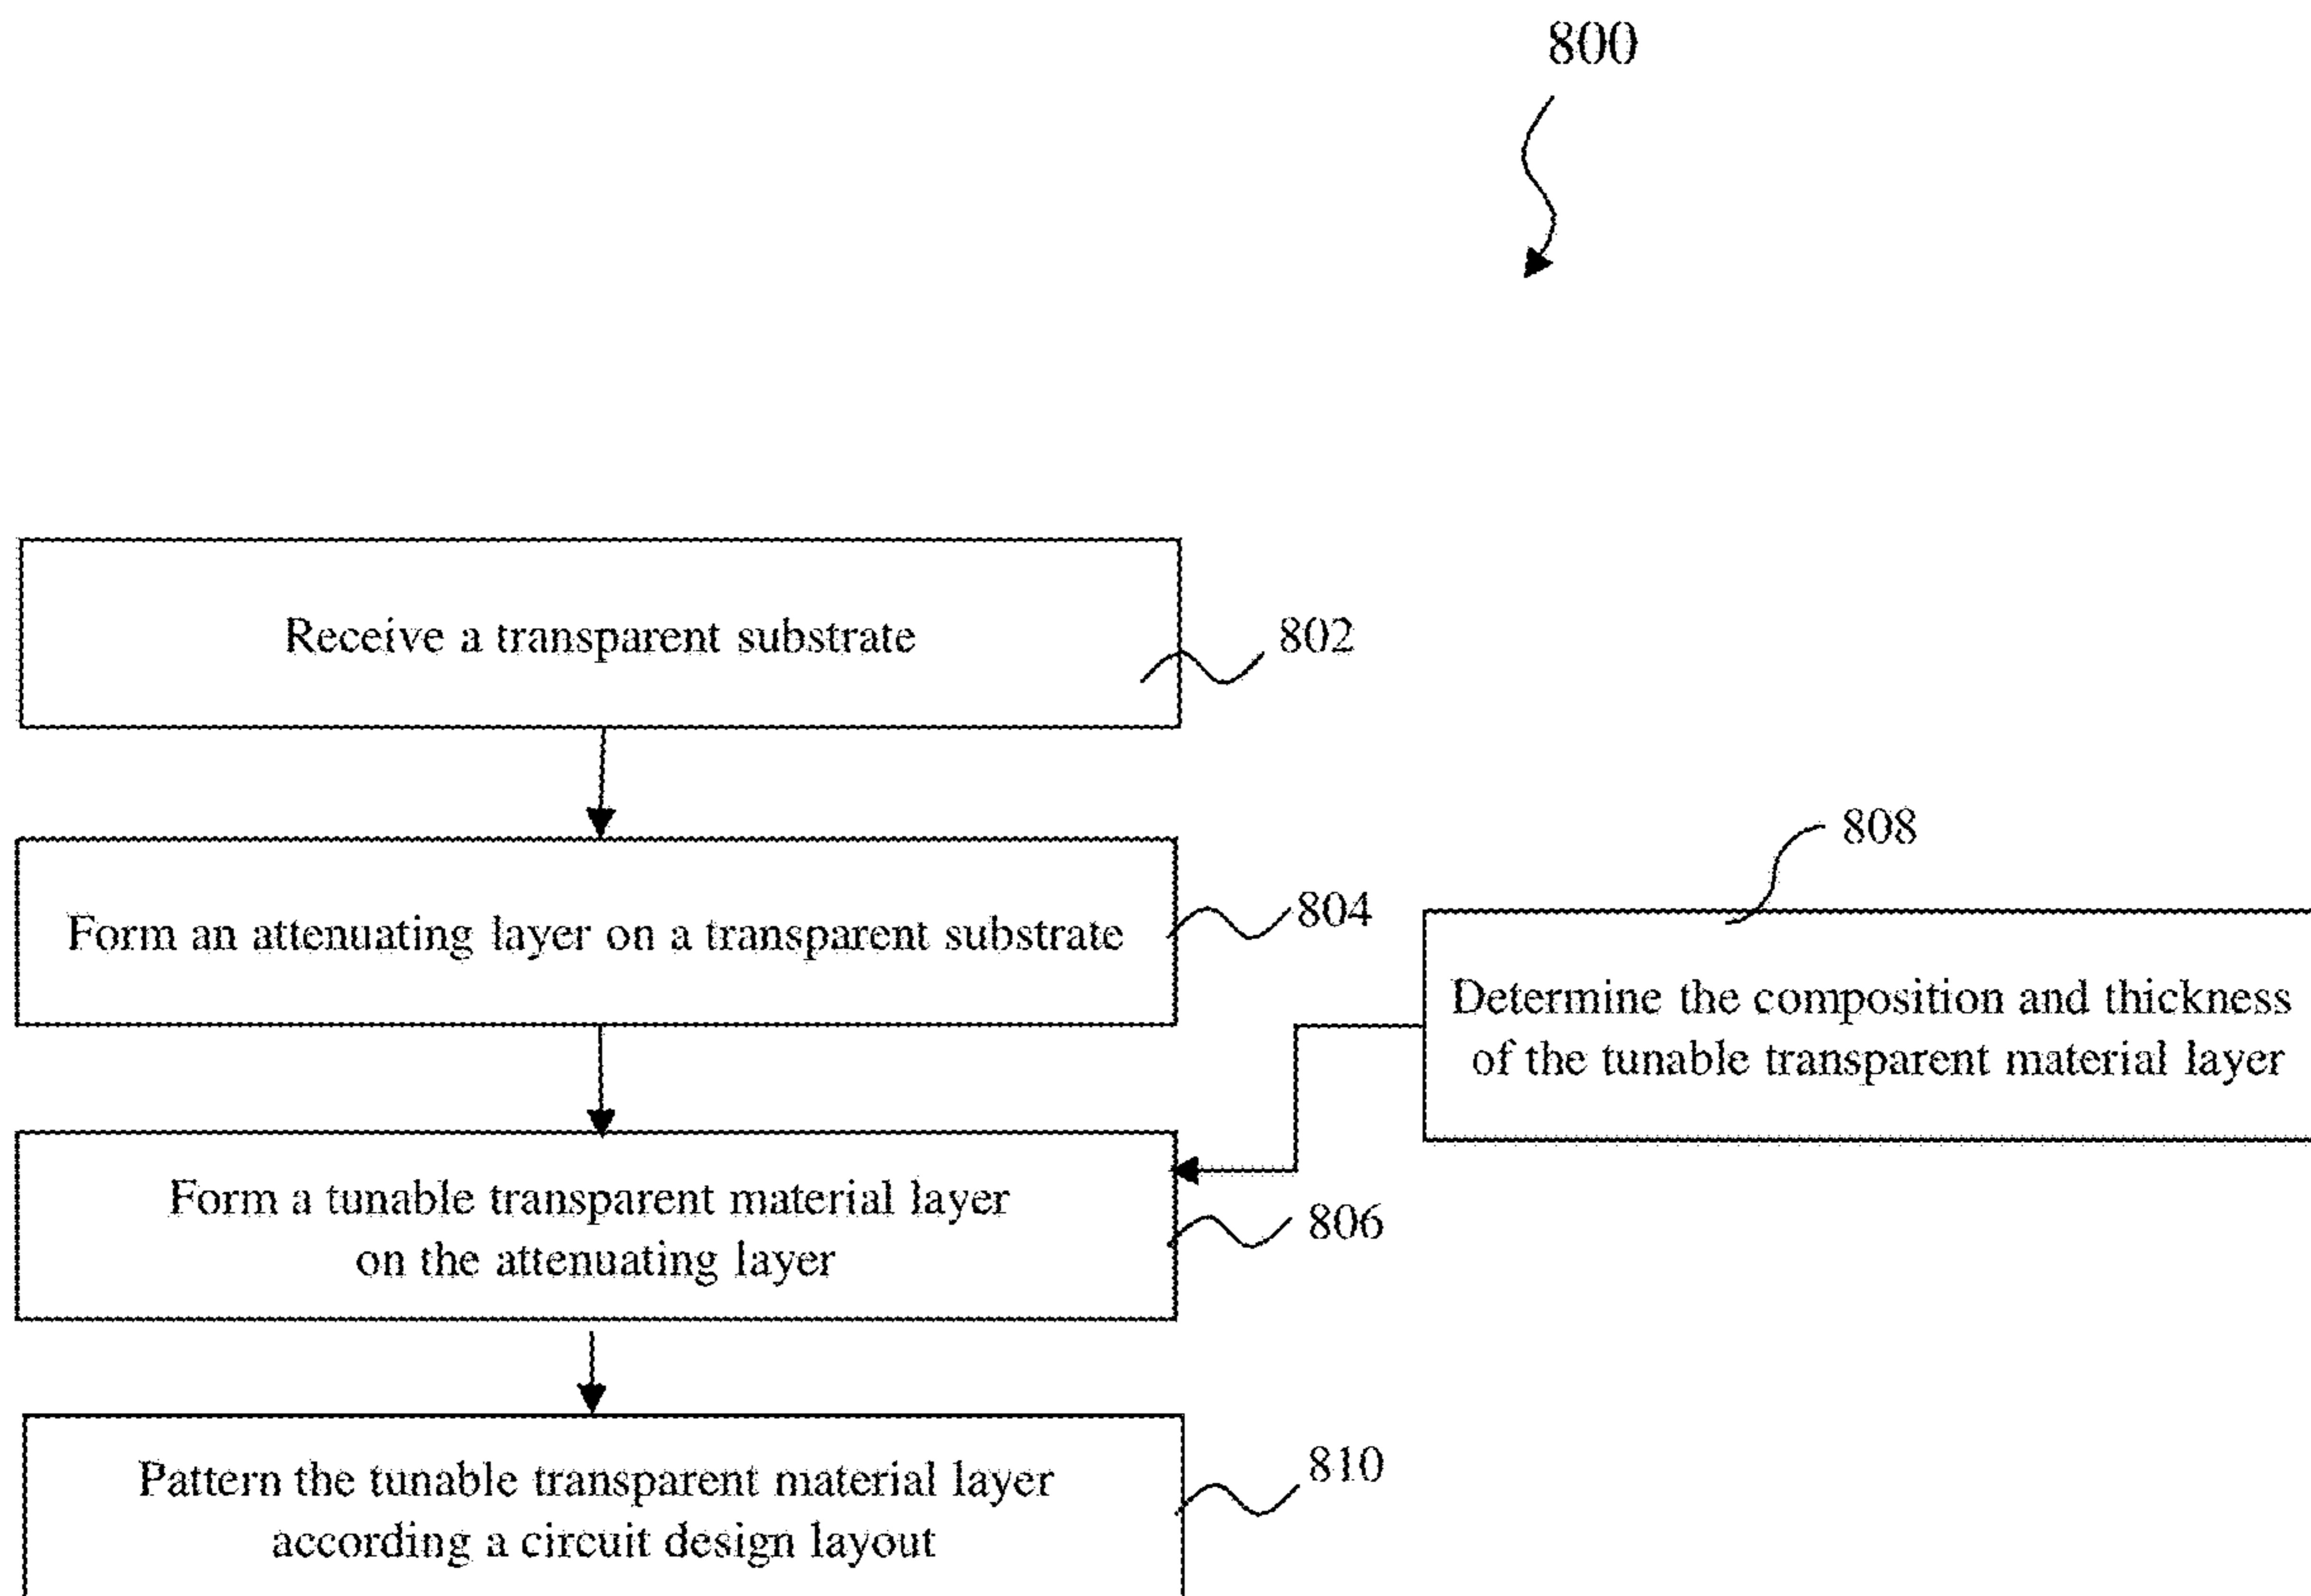 800
Receive a transparent substrate
802
Form an attenuating layer on a transparent substrate
804
808
Determine the composition and thickness
of the tunable transparent material layer
Form a tunable transparent material layer
on the attenuating layer
806
Pattern the tunable transparent material layer
according a circuit design layout
810